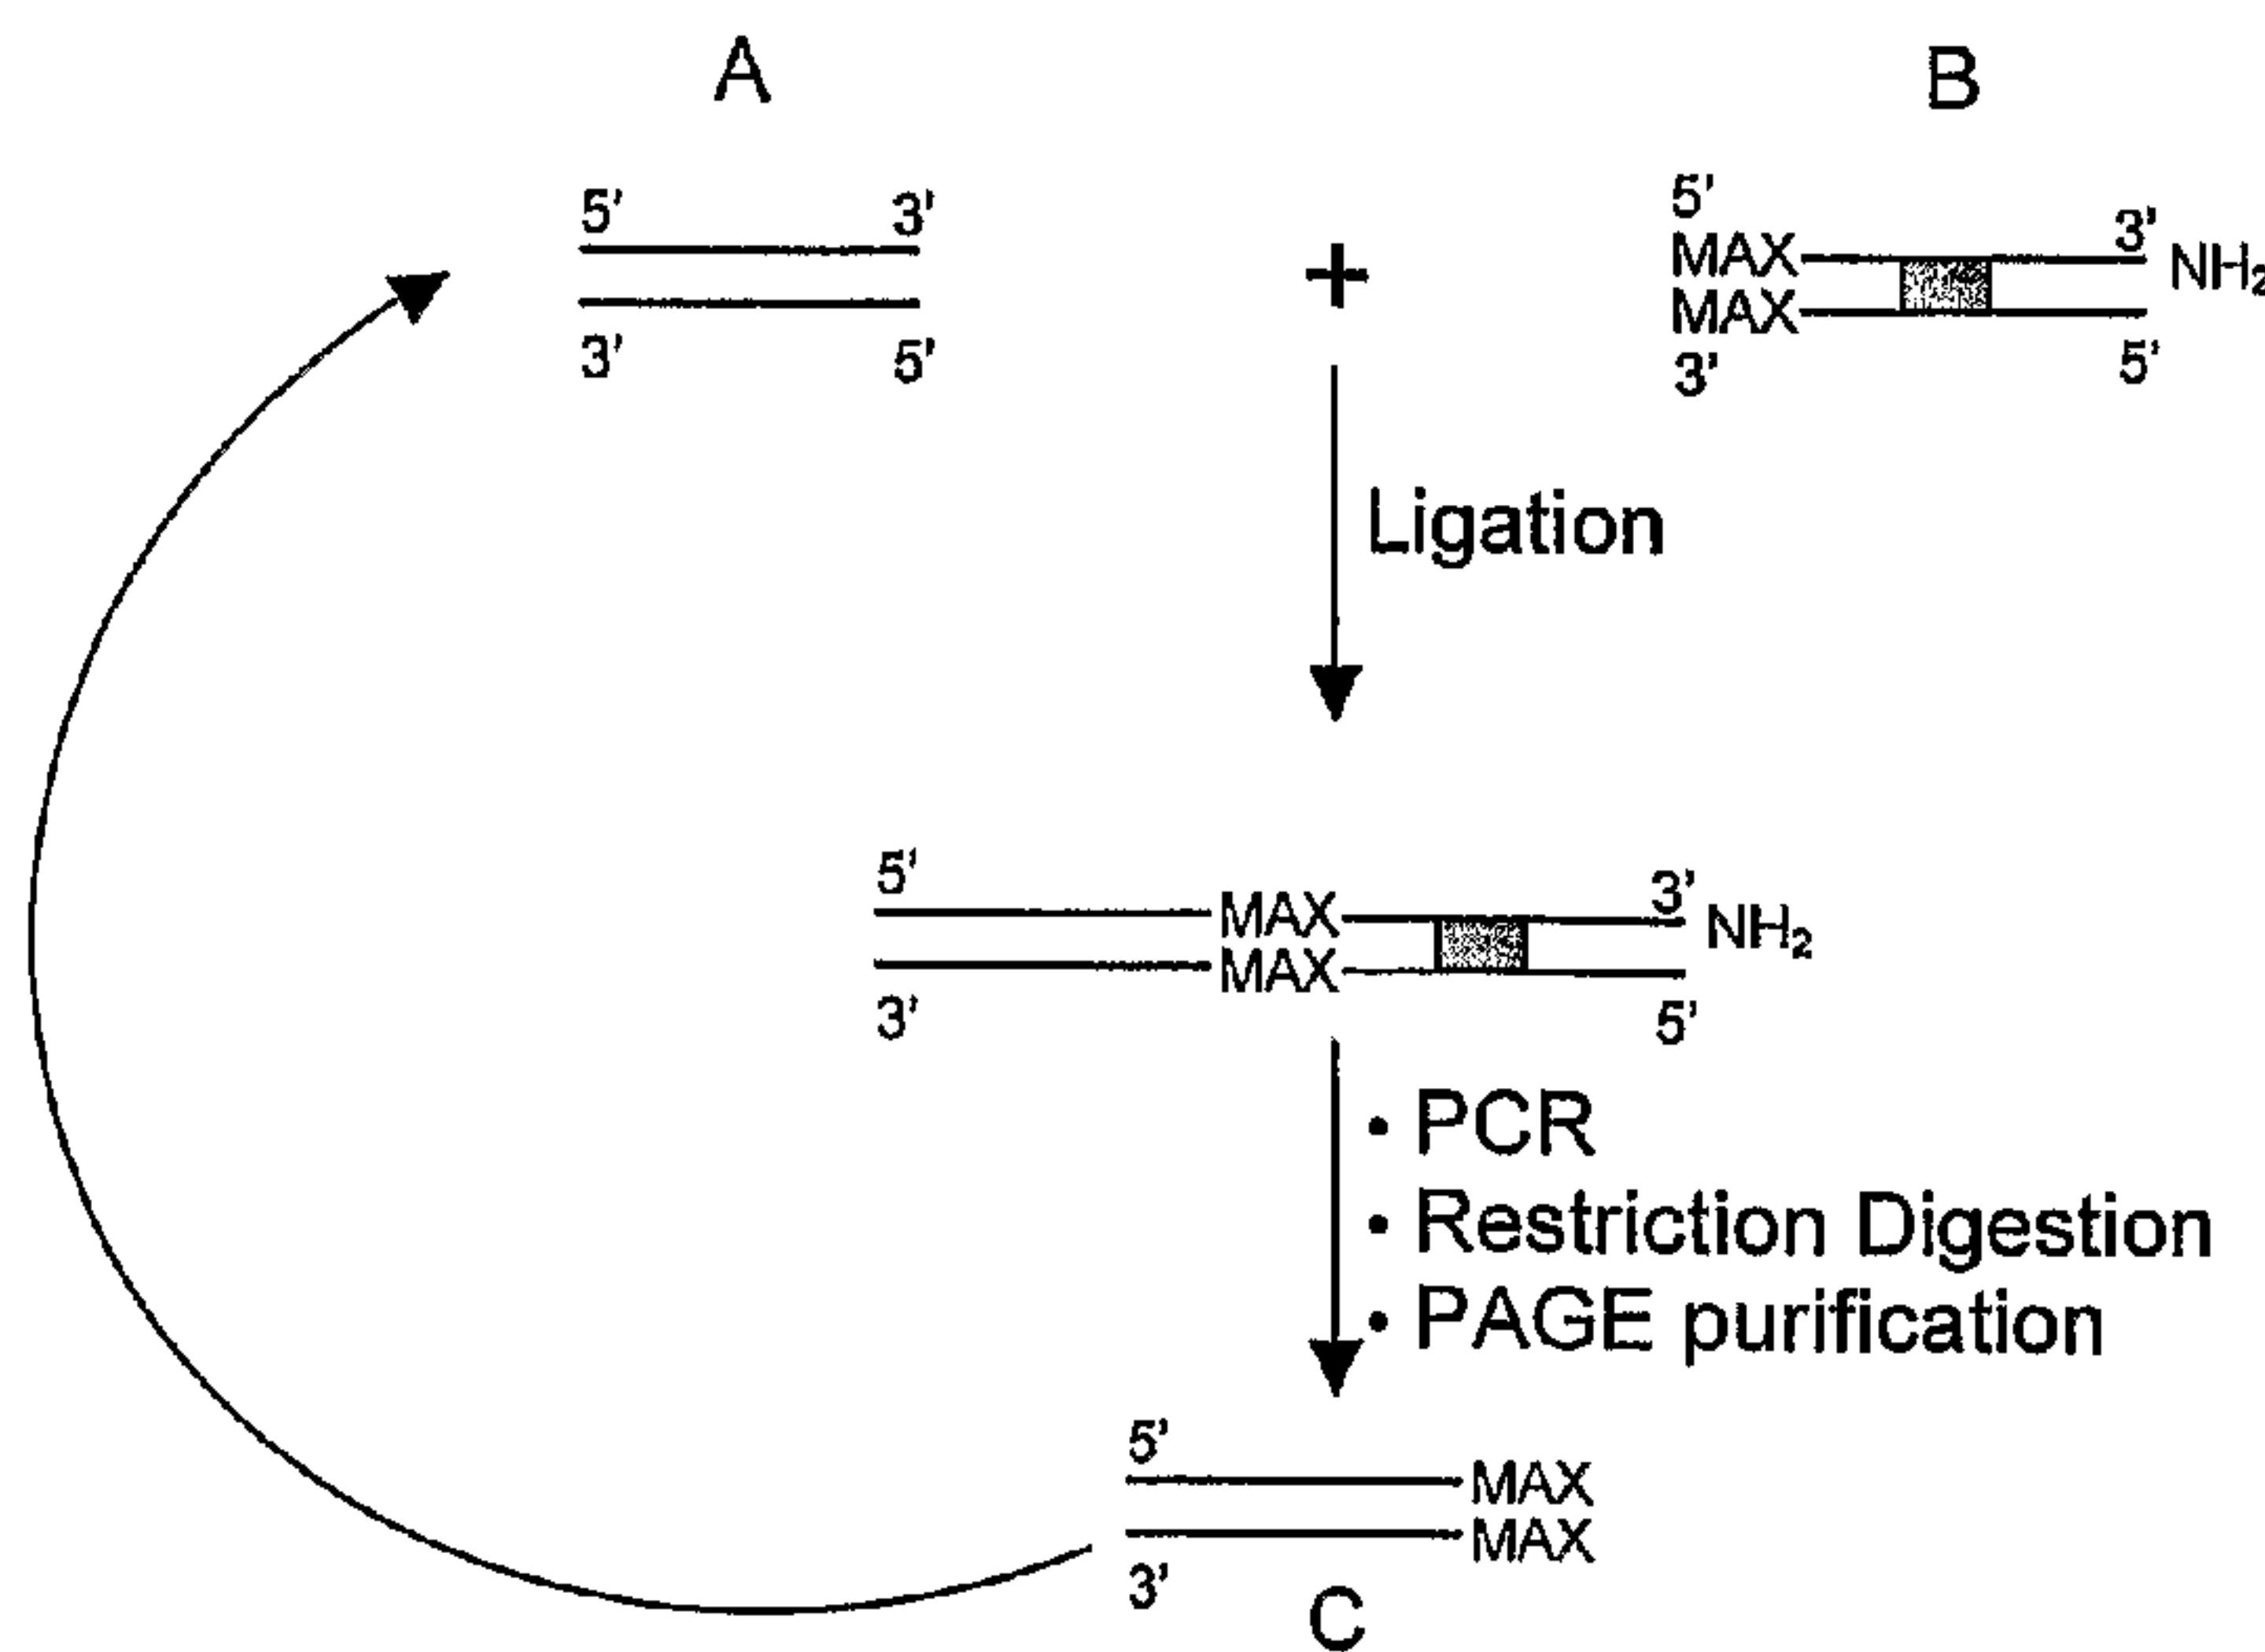 A
B
5' 3'
3' 5'
+
5'
MAX 3' NH₂
MAX
3' 5'
Ligation
5' MAX 3' NH₂
3' MAX 5'
• PCR
• Restriction Digestion
• PAGE purification
5' MAX
3' MAX
C